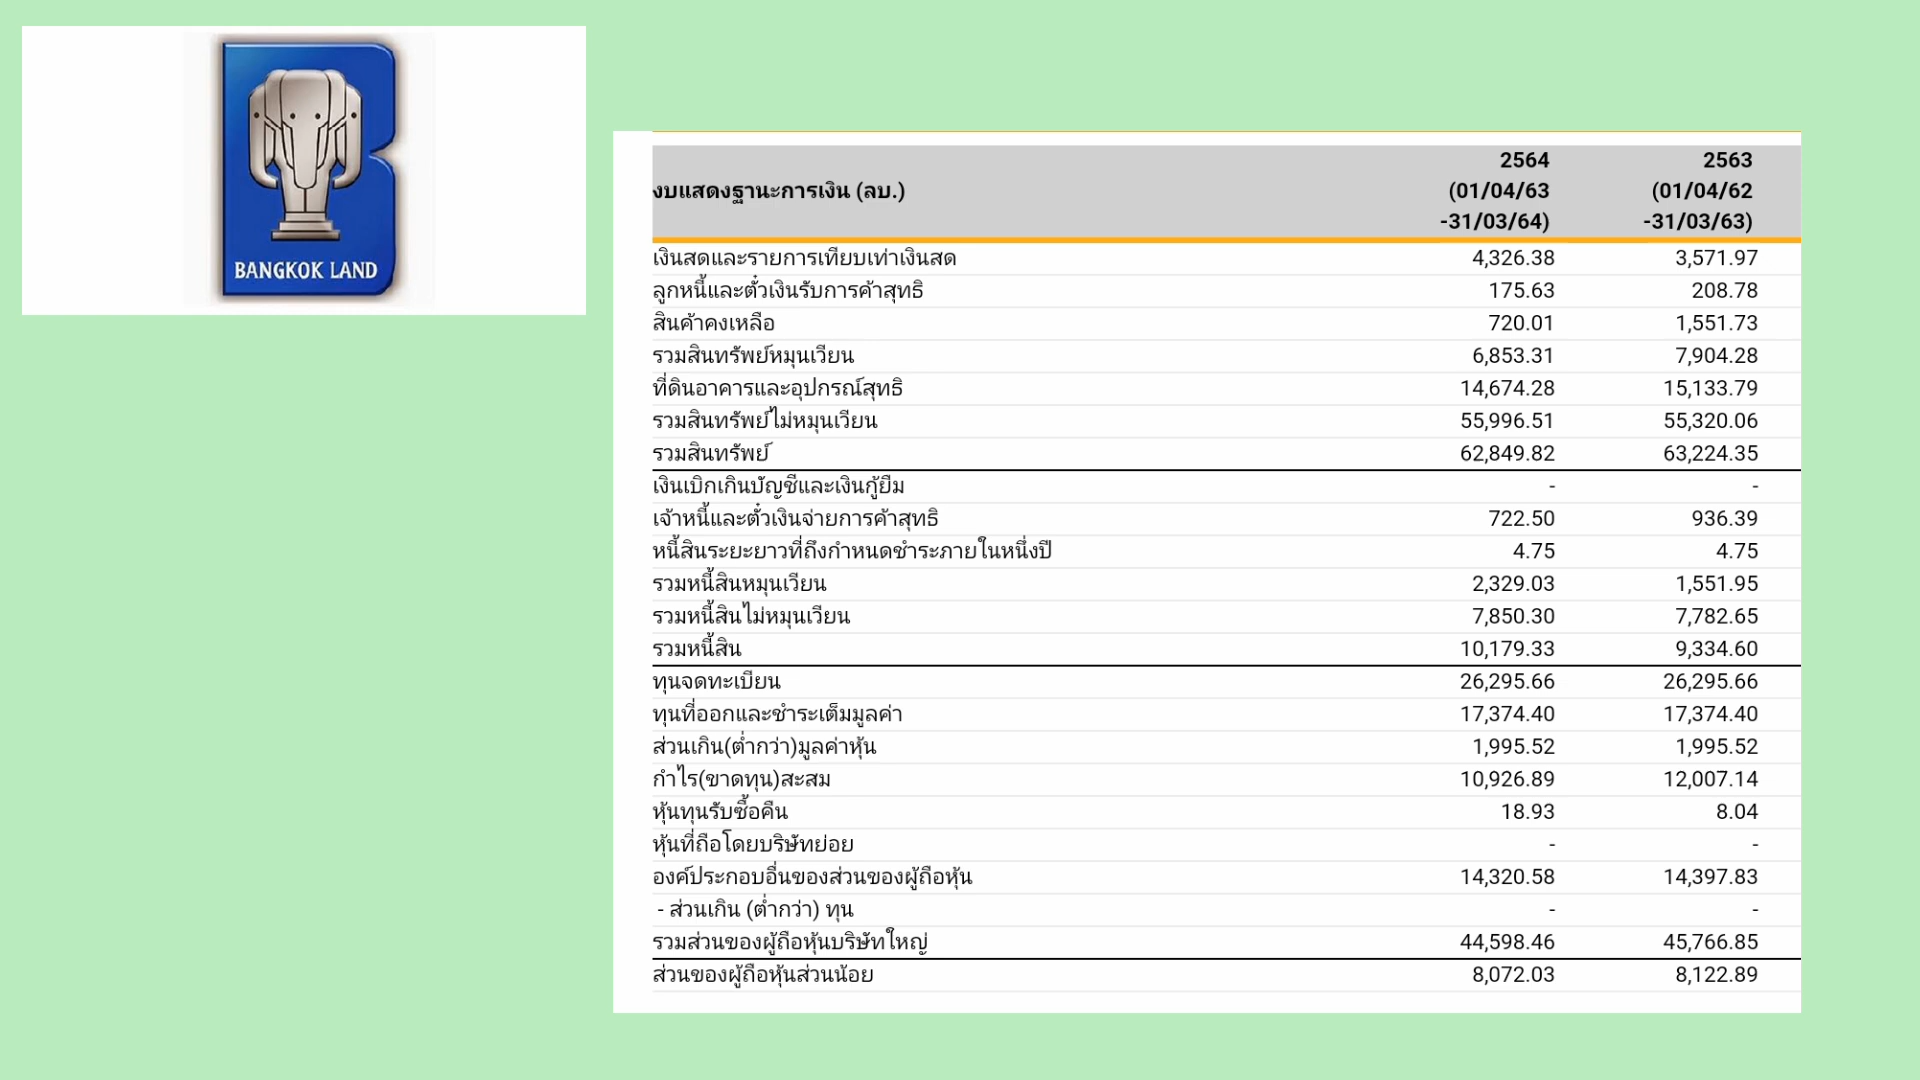 BANGKOK LAND
งบแสดงฐานะการเงิน (ลบ.) 2564 (01/04/63 -31/03/64) 2563 (01/04/62 -31/03/63)
เงินสดและรายการเทียบเท่าเงินสด 4,326.38 3,571.97
ลูกหนี้และตั๋วเงินรับการค้าสุทธิ 175.63 208.78
สินค้าคงเหลือ 720.01 1,551.73
รวมสินทรัพย์หมุนเวียน 6,853.31 7,904.28
ที่ดินอาคารและอุปกรณ์สุทธิ 14,674.28 15,133.79
รวมสินทรัพย์ไม่หมุนเวียน 55,996.51 55,320.06
รวมสินทรัพย์ 62,849.82 63,224.35
เงินเบิกเกินบัญชีและเงินกู้ยืม - -
เจ้าหนี้และตั๋วเงินจ่ายการค้าสุทธิ 722.50 936.39
หนี้สินระยะยาวที่ถึงกำหนดชำระภายในหนึ่งปี 4.75 4.75
รวมหนี้สินหมุนเวียน 2,329.03 1,551.95
รวมหนี้สินไม่หมุนเวียน 7,850.30 7,782.65
รวมหนี้สิน 10,179.33 9,334.60
ทุนจดทะเบียน 26,295.66 26,295.66
ทุนที่ออกและชำระเต็มมูลค่า 17,374.40 17,374.40
ส่วนเกิน(ต่ำกว่า)มูลค่าหุ้น 1,995.52 1,995.52
กำไร(ขาดทุน)สะสม 10,926.89 12,007.14
หุ้นทุนรับซื้อคืน 18.93 8.04
หุ้นที่ถือโดยบริษัทย่อย - -
องค์ประกอบอื่นของส่วนของผู้ถือหุ้น 14,320.58 14,397.83
- ส่วนเกิน (ต่ำกว่า) ทุน - -
รวมส่วนของผู้ถือหุ้นบริษัทใหญ่ 44,598.46 45,766.85
ส่วนของผู้ถือหุ้นส่วนน้อย 8,072.03 8,122.89